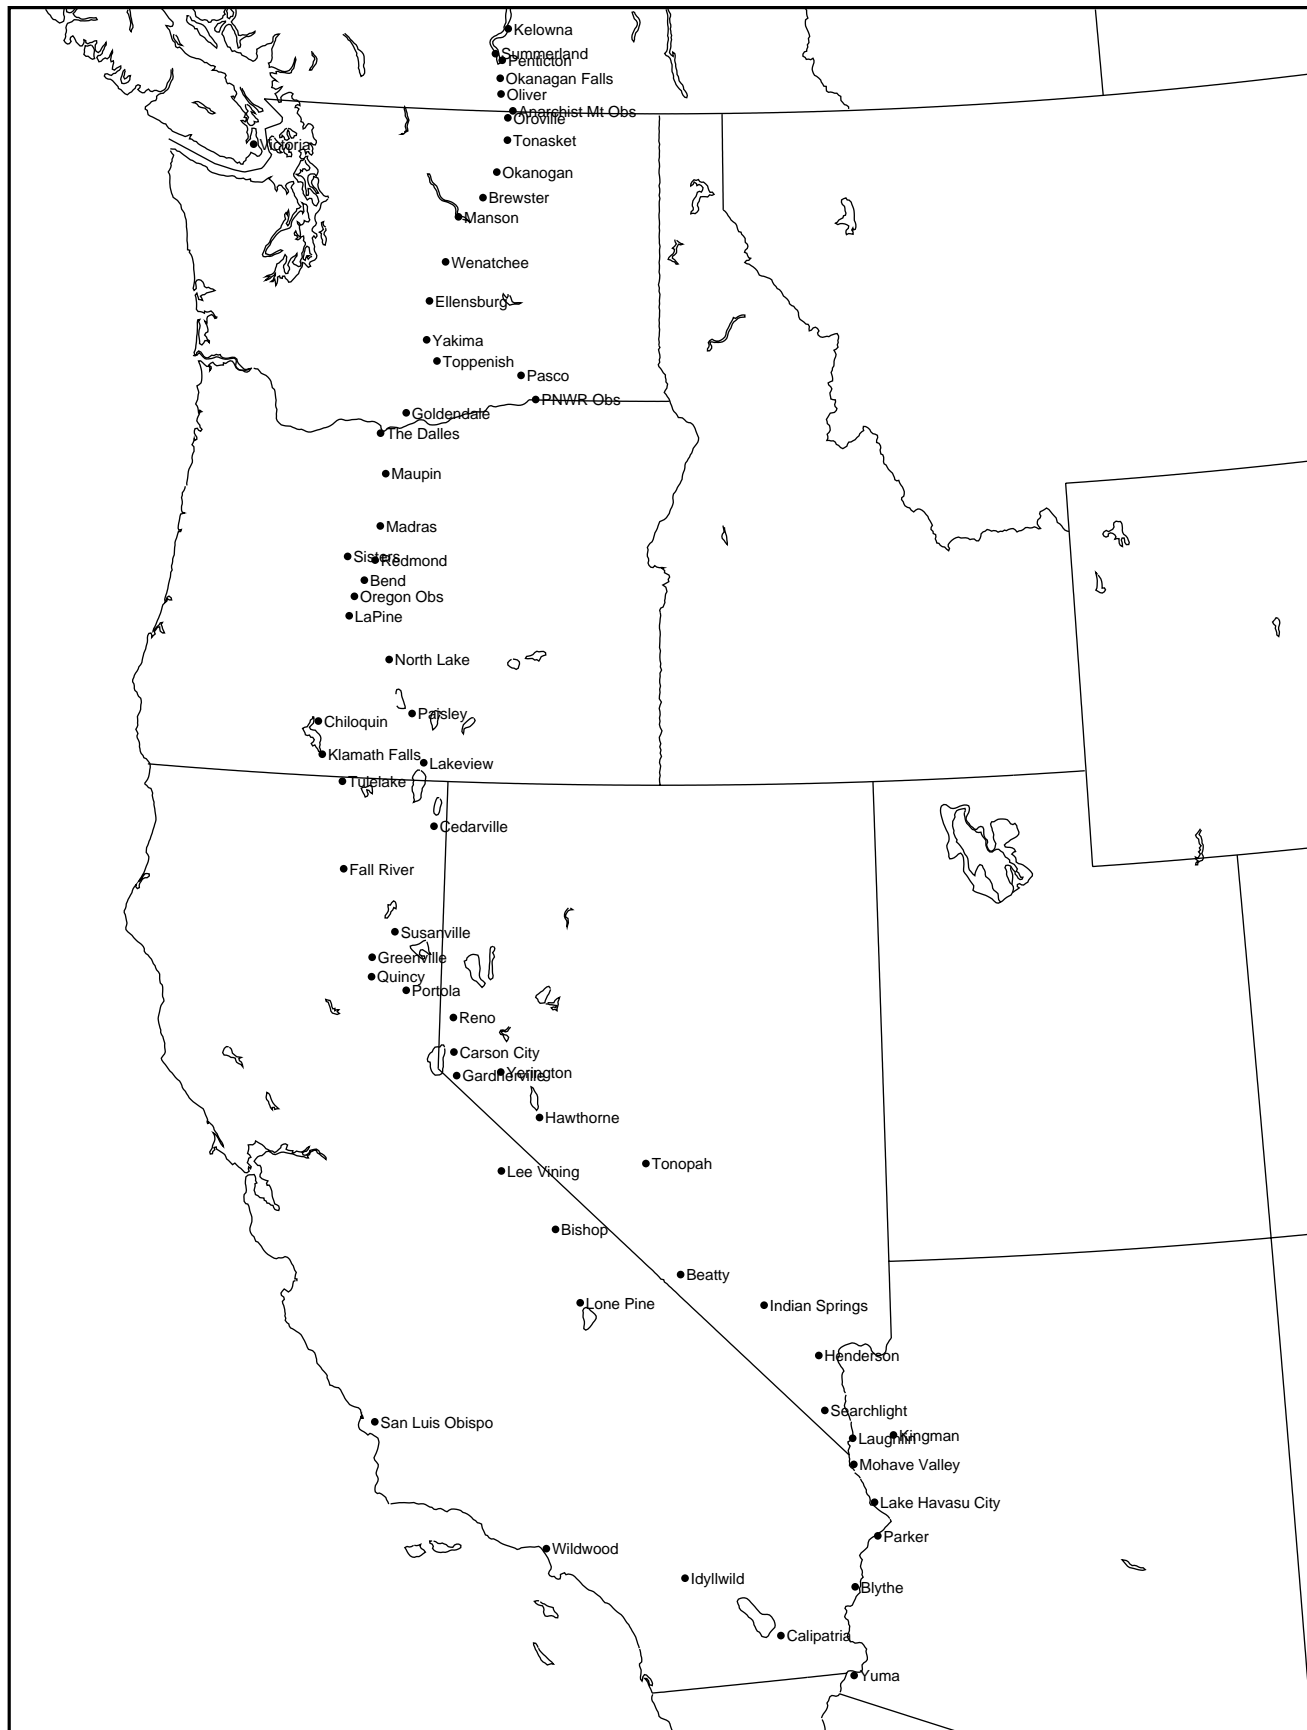 Kelowna
Summerland
Penticton
Okanagan Falls
Oliver
Anarchist Mt Obs
Oroville
Tonasket
Victoria
Okanogan
Brewster
Manson
Wenatchee
Ellensburg
Yakima
Toppenish
Pasco
PNWR Obs
Goldendale
The Dalles
Maupin
Madras
Sisters
Redmond
Bend
Oregon Obs
LaPine
North Lake
Paisley
Chiloquin
Klamath Falls
Lakeview
Tulelake
Cedarville
Fall River
Susanville
Greenville
Quincy
Portola
Reno
Carson City
Yerington
Gardnerville
Hawthorne
Tonopah
Lee Vining
Bishop
Beatty
Lone Pine
Indian Springs
Henderson
Searchlight
San Luis Obispo
Kingman
Laughlin
Mohave Valley
Lake Havasu City
Parker
Wildwood
Idyllwild
Blythe
Calipatria
Yuma